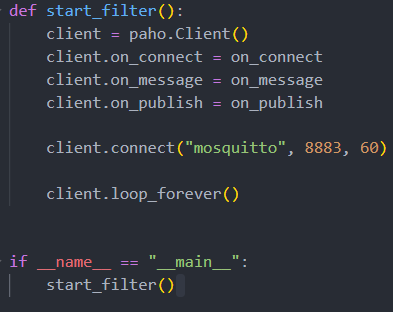 def start_filter():
    client = paho.Client()
    client.on_connect = on_connect
    client.on_message = on_message
    client.on_publish = on_publish
    client.connect("mosquitto", 8883, 60)
    client.loop_forever()
if __name__ == "__main__":
    start_filter()